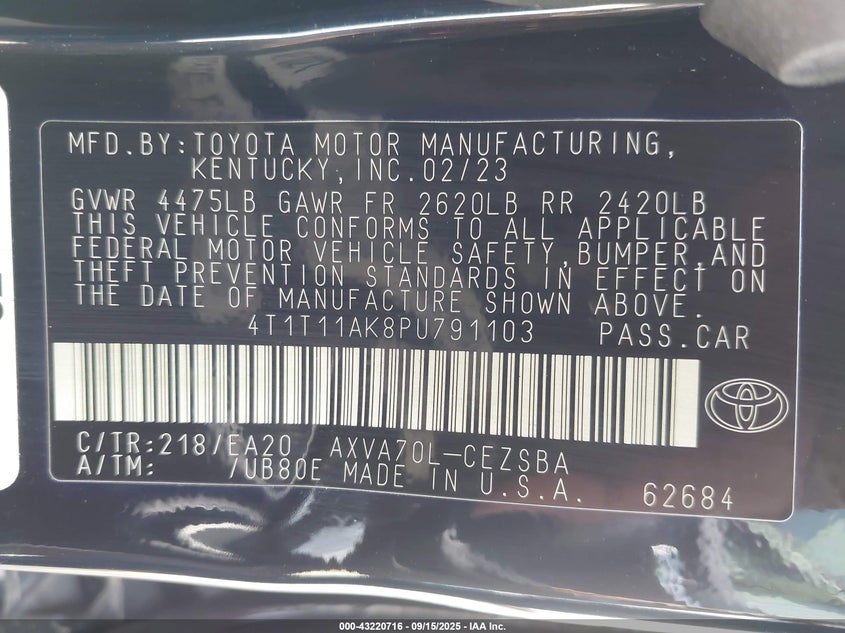 MFD.BY:TOYOTA MOTOR MANUFACTURING,
KENTUCKY,INC.02/23
GVWR 4475LB GAWR FR 2620LB RR 2420LB
THIS VEHICLE CONFORMS TO ALL APPLICABLE
FEDERAL MOTOR VEHICLE SAFETY,BUMPER,AND
THEFT PREVENTION STANDARDS IN EFFECT ON
THE DATE OF MANUFACTURE SHOWN ABOVE.
4T1T11AK8PU791103 PASS.CAR
C/TR:218/EA20 AXVA70L-CEZSBA
A/TM: /UB80E MADE IN U.S.A. 62684
000-43220716 - 09/15/2025 - IAA Inc.